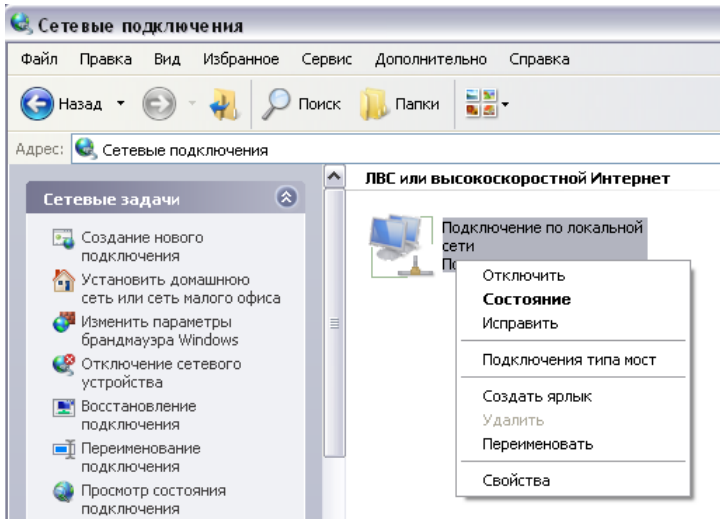 Сетевые подключения
Файл Правка Вид Избранное Сервис Дополнительно Справка
Назад Поиск Папки
Адрес: Сетевые подключения
Сетевые задачи
Создание нового
подключения
Установить домашнюю
сеть или сеть малого офиса
Изменить параметры
брандмауэра Windows
Отключение сетевого
устройства
Восстановление
подключения
Переименование
подключения
Просмотр состояния
подключения
ЛВС или высокоскоростной Интернет
Подключение по локальной
сети
Отключить
Состояние
Исправить
Подключения типа мост
Создать ярлык
Удалить
Переименовать
Свойства